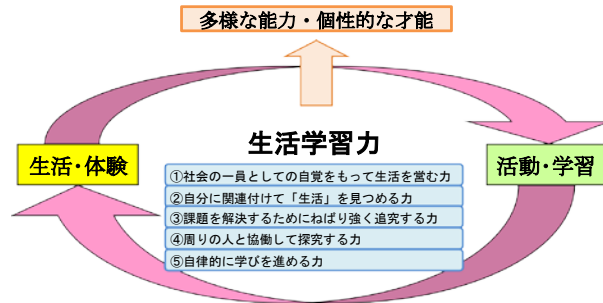 多様な能力・個性的な才能
生活学習力
生活・体験
活動・学習
①社会の一員としての自覚をもって生活を営む力
②自分に関連付けて「生活」を見つめる力
③課題を解決するためにねばり強く追究する力
④周りの人と協働して探究する力
⑤自律的に学びを進める力